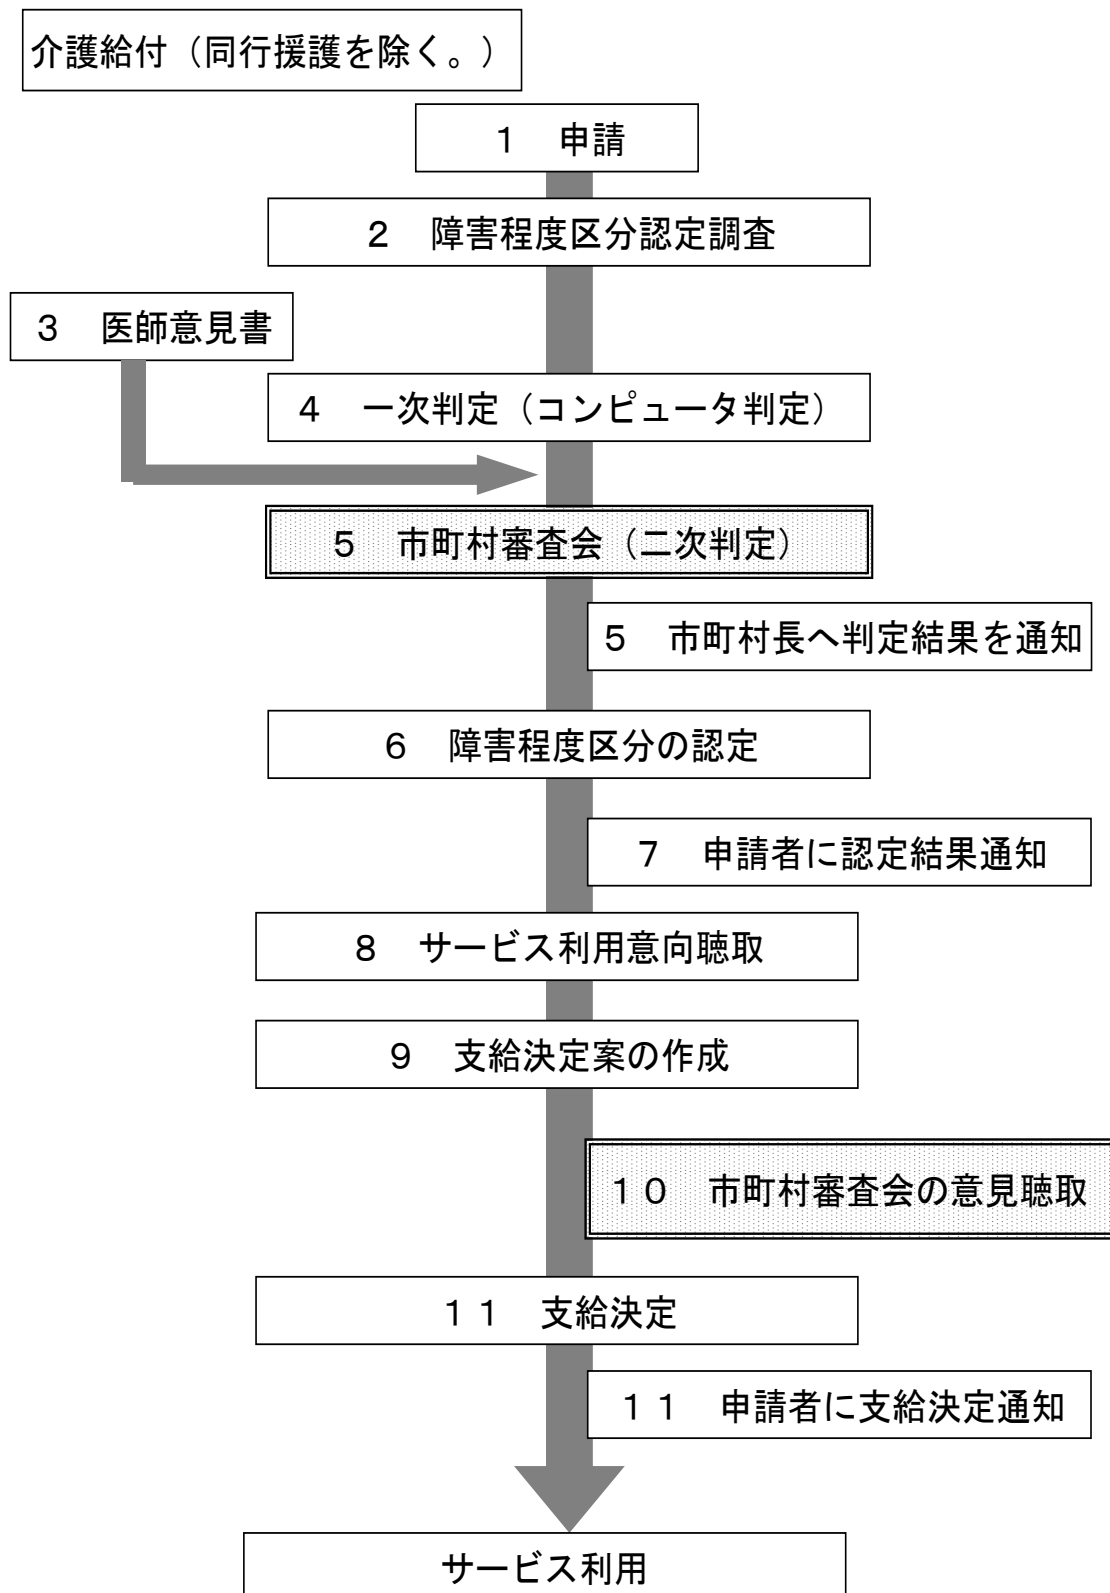 介護給付（同行援護を除く。）
１　申請
２　障害程度区分認定調査
３　医師意見書
４　一次判定（コンピュータ判定）
５　市町村審査会（二次判定）
５　市町村長へ判定結果を通知
６　障害程度区分の認定
７　申請者に認定結果通知
８　サービス利用意向聴取
９　支給決定案の作成
１０　市町村審査会の意見聴取
１１　支給決定
１１　申請者に支給決定通知
サービス利用